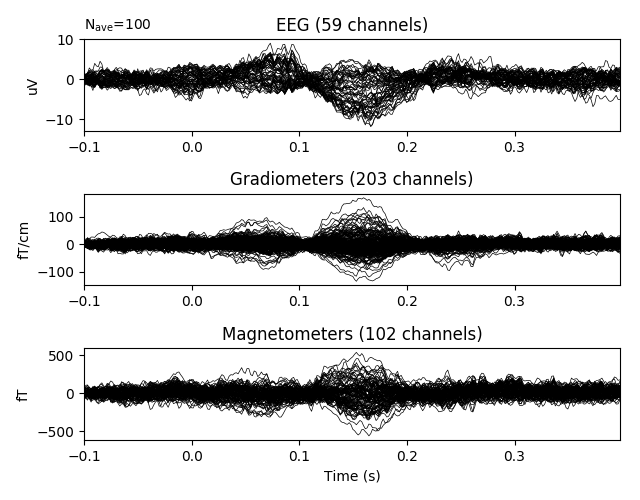 Nave=100
EEG (59 channels)
10
0
−10
uV
−0.1 0.0 0.1 0.2 0.3
Gradiometers (203 channels)
100
0
−100
fT/cm
−0.1 0.0 0.1 0.2 0.3
Magnetometers (102 channels)
500
0
−500
fT
−0.1 0.0 0.1 0.2 0.3
Time (s)